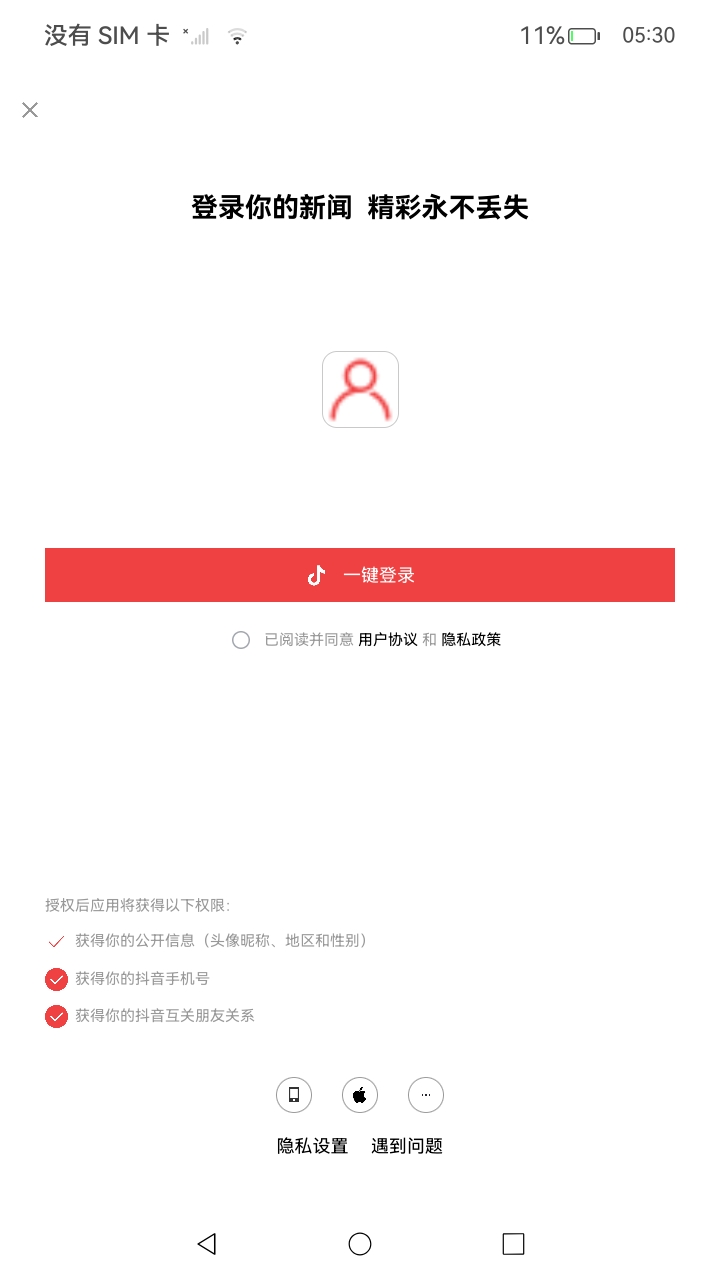 没有 SIM 卡
11%
05:30
登录你的新闻 精彩永不丢失
一键登录
已阅读并同意 用户协议 和 隐私政策
授权后应用将获得以下权限:
获得你的公开信息（头像昵称、地区和性别）
获得你的抖音手机号
获得你的抖音互关朋友关系
隐私设置 遇到问题